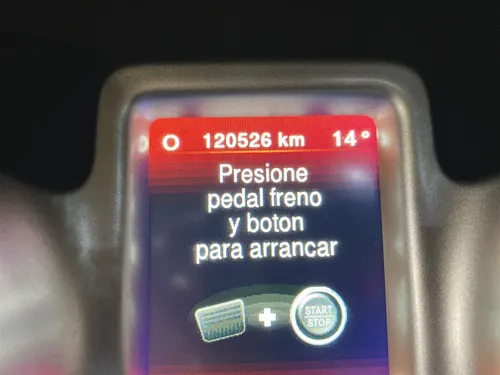 O 120526 km 14°
Presione
pedal freno
y boton
para arrancar
+
START
STOP